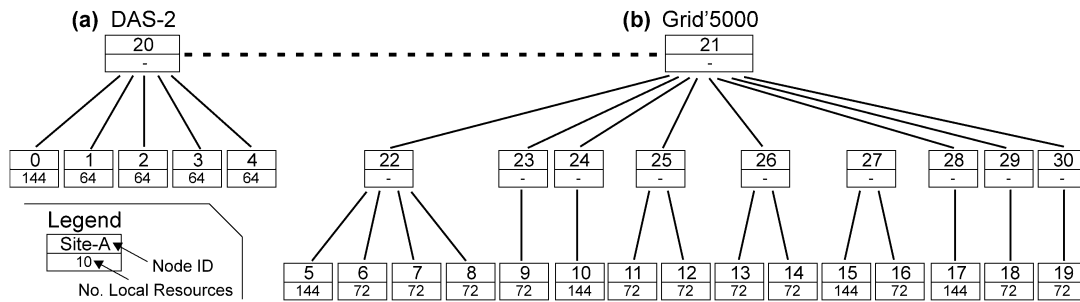 (a) DAS-2
(b) Grid'5000
20
-
21
-
0 1 2 3 4
144 64 64 64 64
22 23 24 25 26 27 28 29 30
- - - - - - - - -
Legend
Site-A
10
Node ID
No. Local Resources
5 6 7 8 9 10 11 12 13 14 15 16 17 18 19
144 72 72 72 72 144 72 72 72 72 144 72 144 72 72